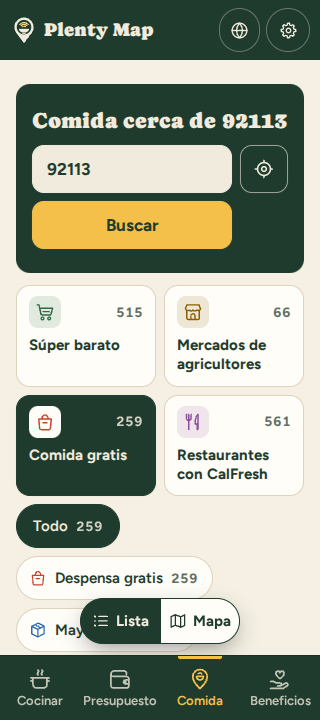 Plenty Map
Comida cerca de 92113
92113
Buscar
515
Súper barato
66
Mercados de
agricultores
259
Comida gratis
561
Restaurantes
con CalFresh
Todo 259
Despensa gratis 259
Lista
Mapa
Cocinar
Presupuesto
Comida
Beneficios